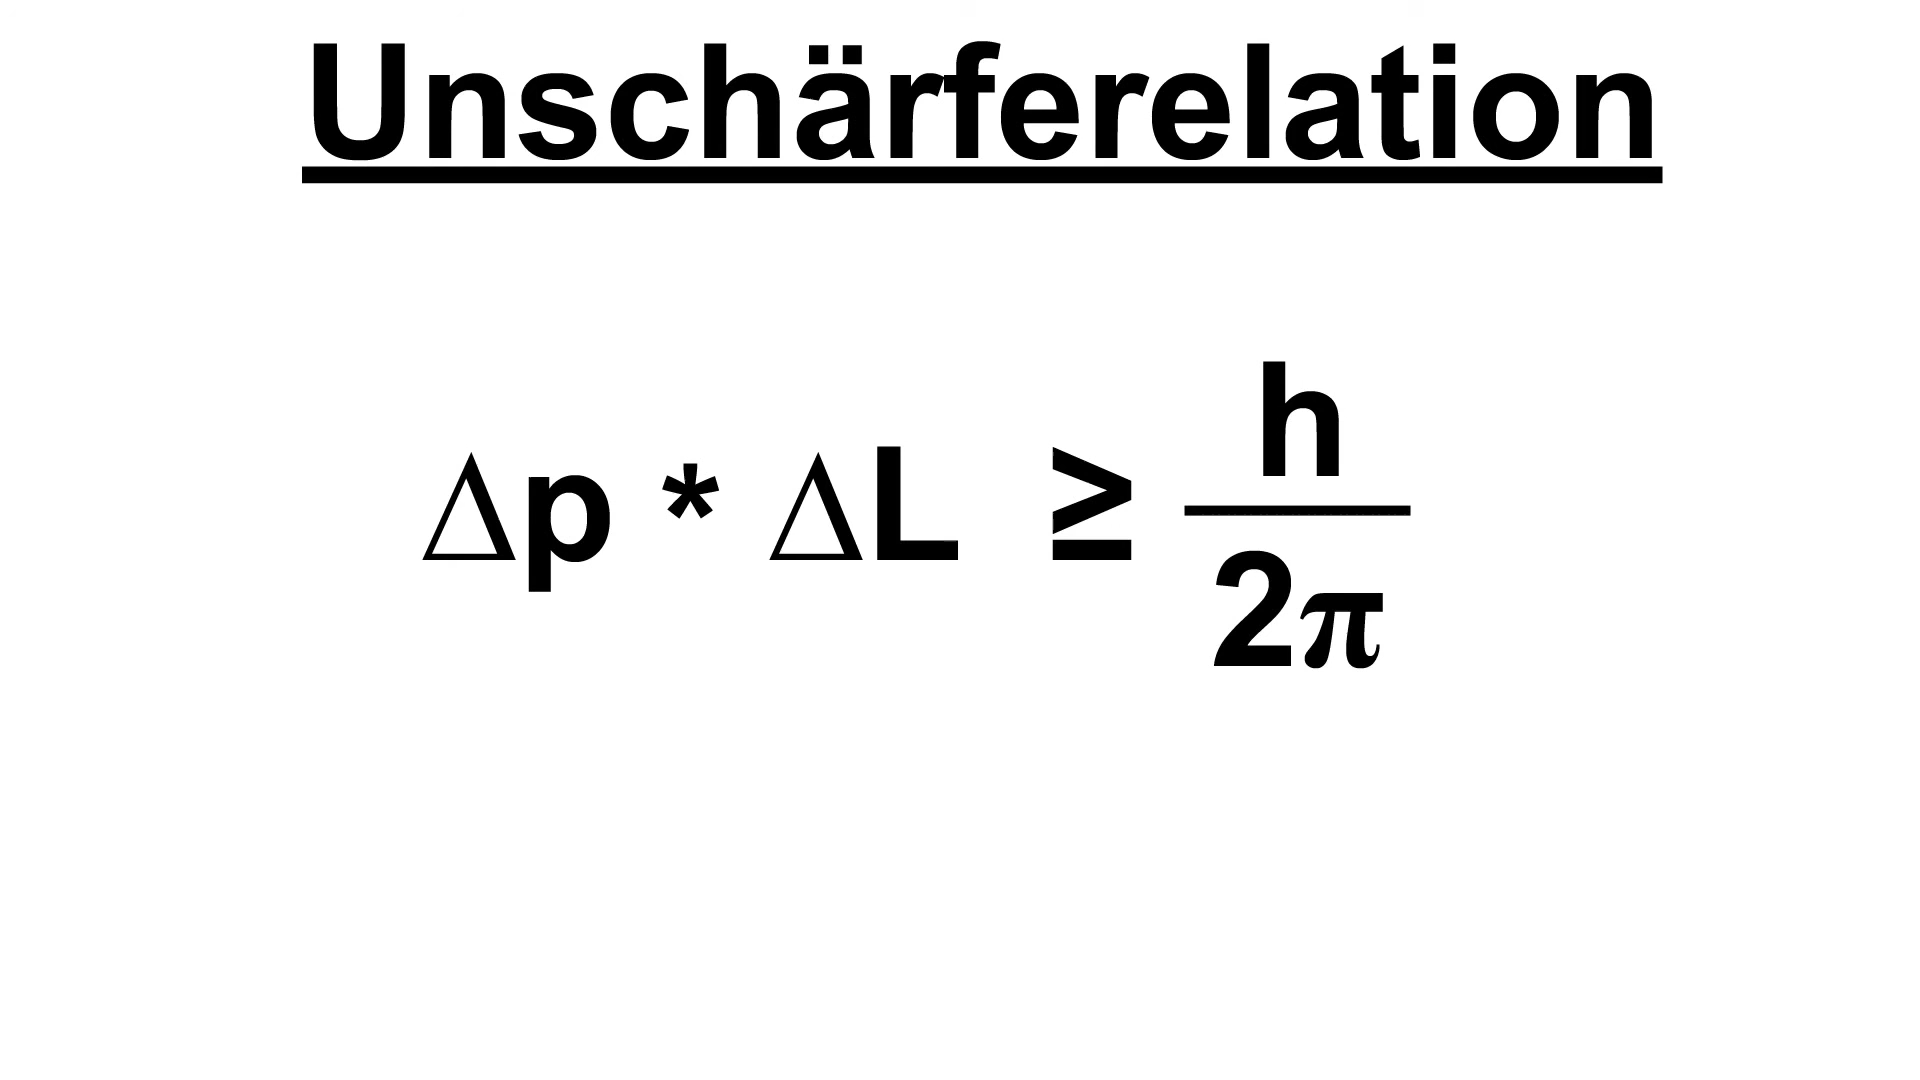 Unschärferelation
Δp * ΔL ≥ h
2π